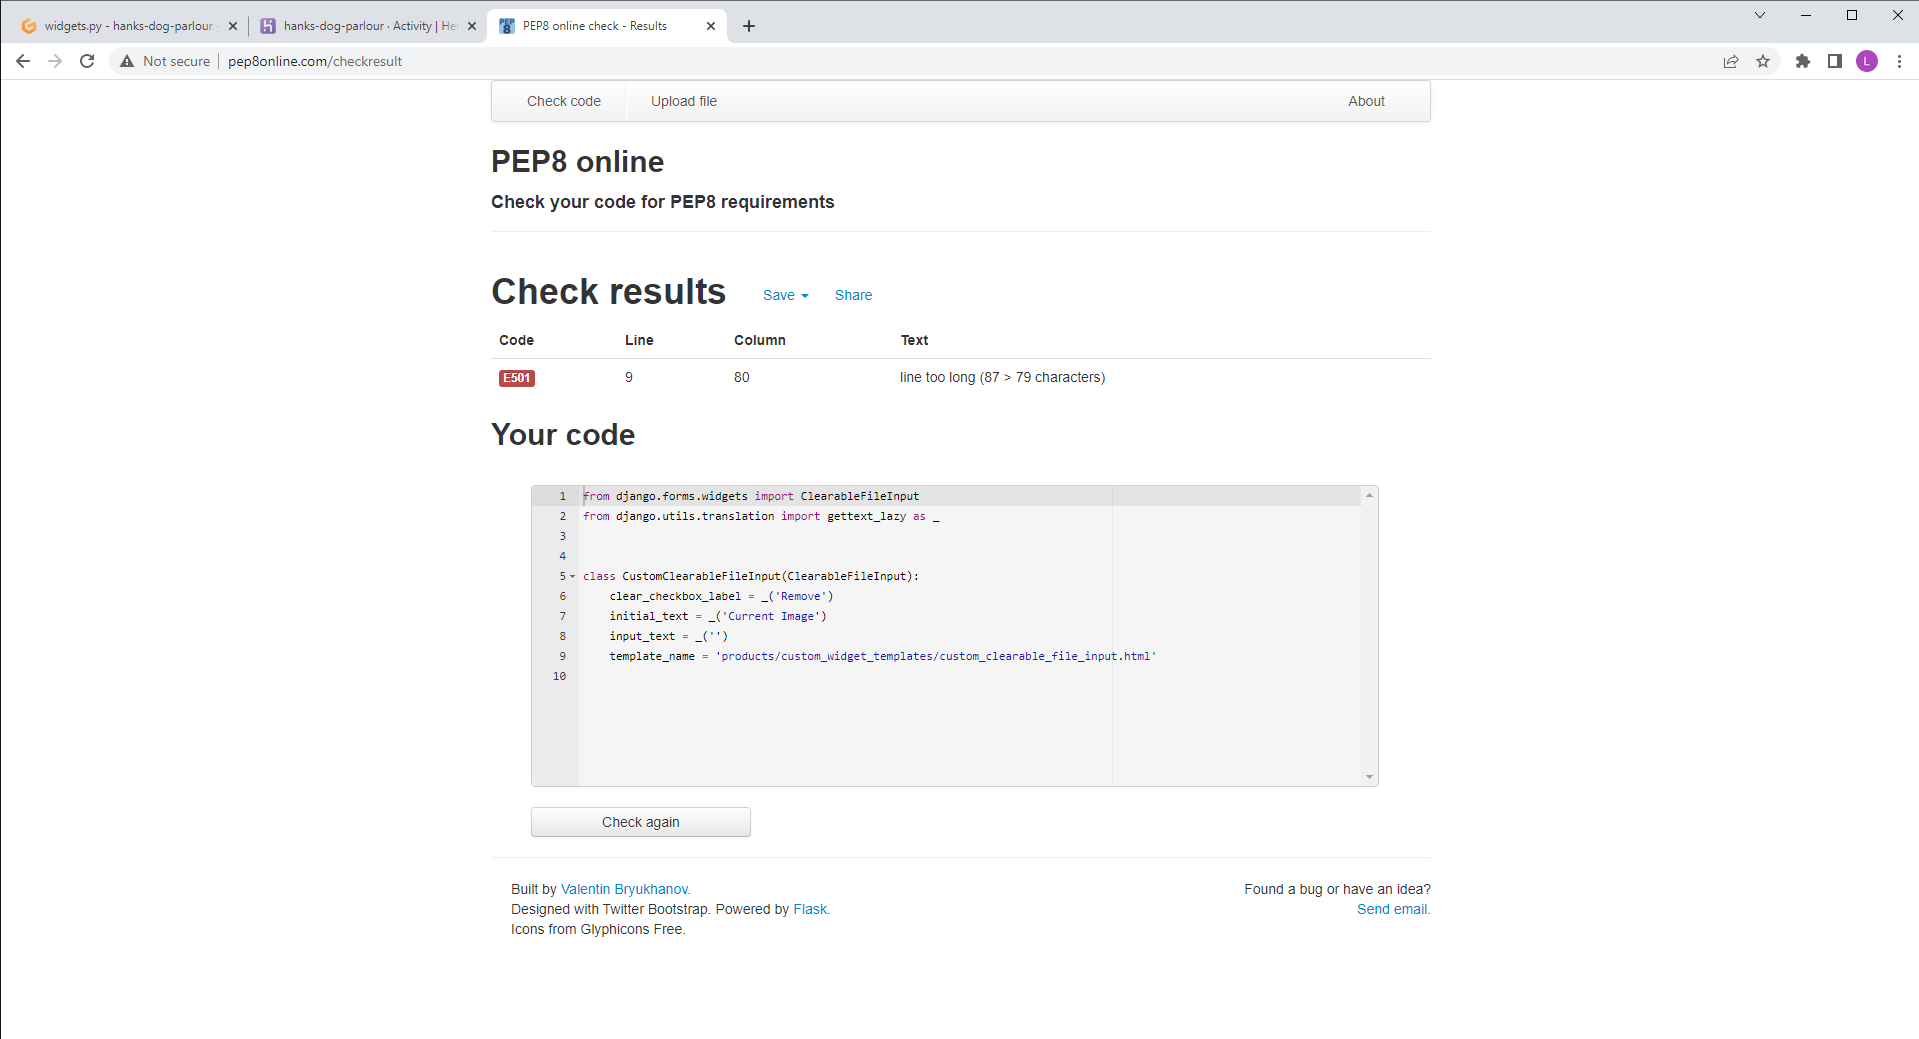 widgets.py - hanks-dog-parlour
hanks-dog-parlour · Activity | He
PEP8 online check - Results
Not secure pep8online.com/checkresult
L
Check code Upload file About
PEP8 online
Check your code for PEP8 requirements
Check results Save Share
Code Line Column Text
E501 9 80 line too long (87 > 79 characters)
Your code
1 from django.forms.widgets import ClearableFileInput
2 from django.utils.translation import gettext_lazy as _
3
4
5 class CustomClearableFileInput(ClearableFileInput):
6     clear_checkbox_label = _('Remove')
7     initial_text = _('Current Image')
8     input_text = _('')
9     template_name = 'products/custom_widget_templates/custom_clearable_file_input.html'
10
Check again
Built by Valentin Bryukhanov.
Designed with Twitter Bootstrap. Powered by Flask.
Icons from Glyphicons Free.
Found a bug or have an idea?
Send email.